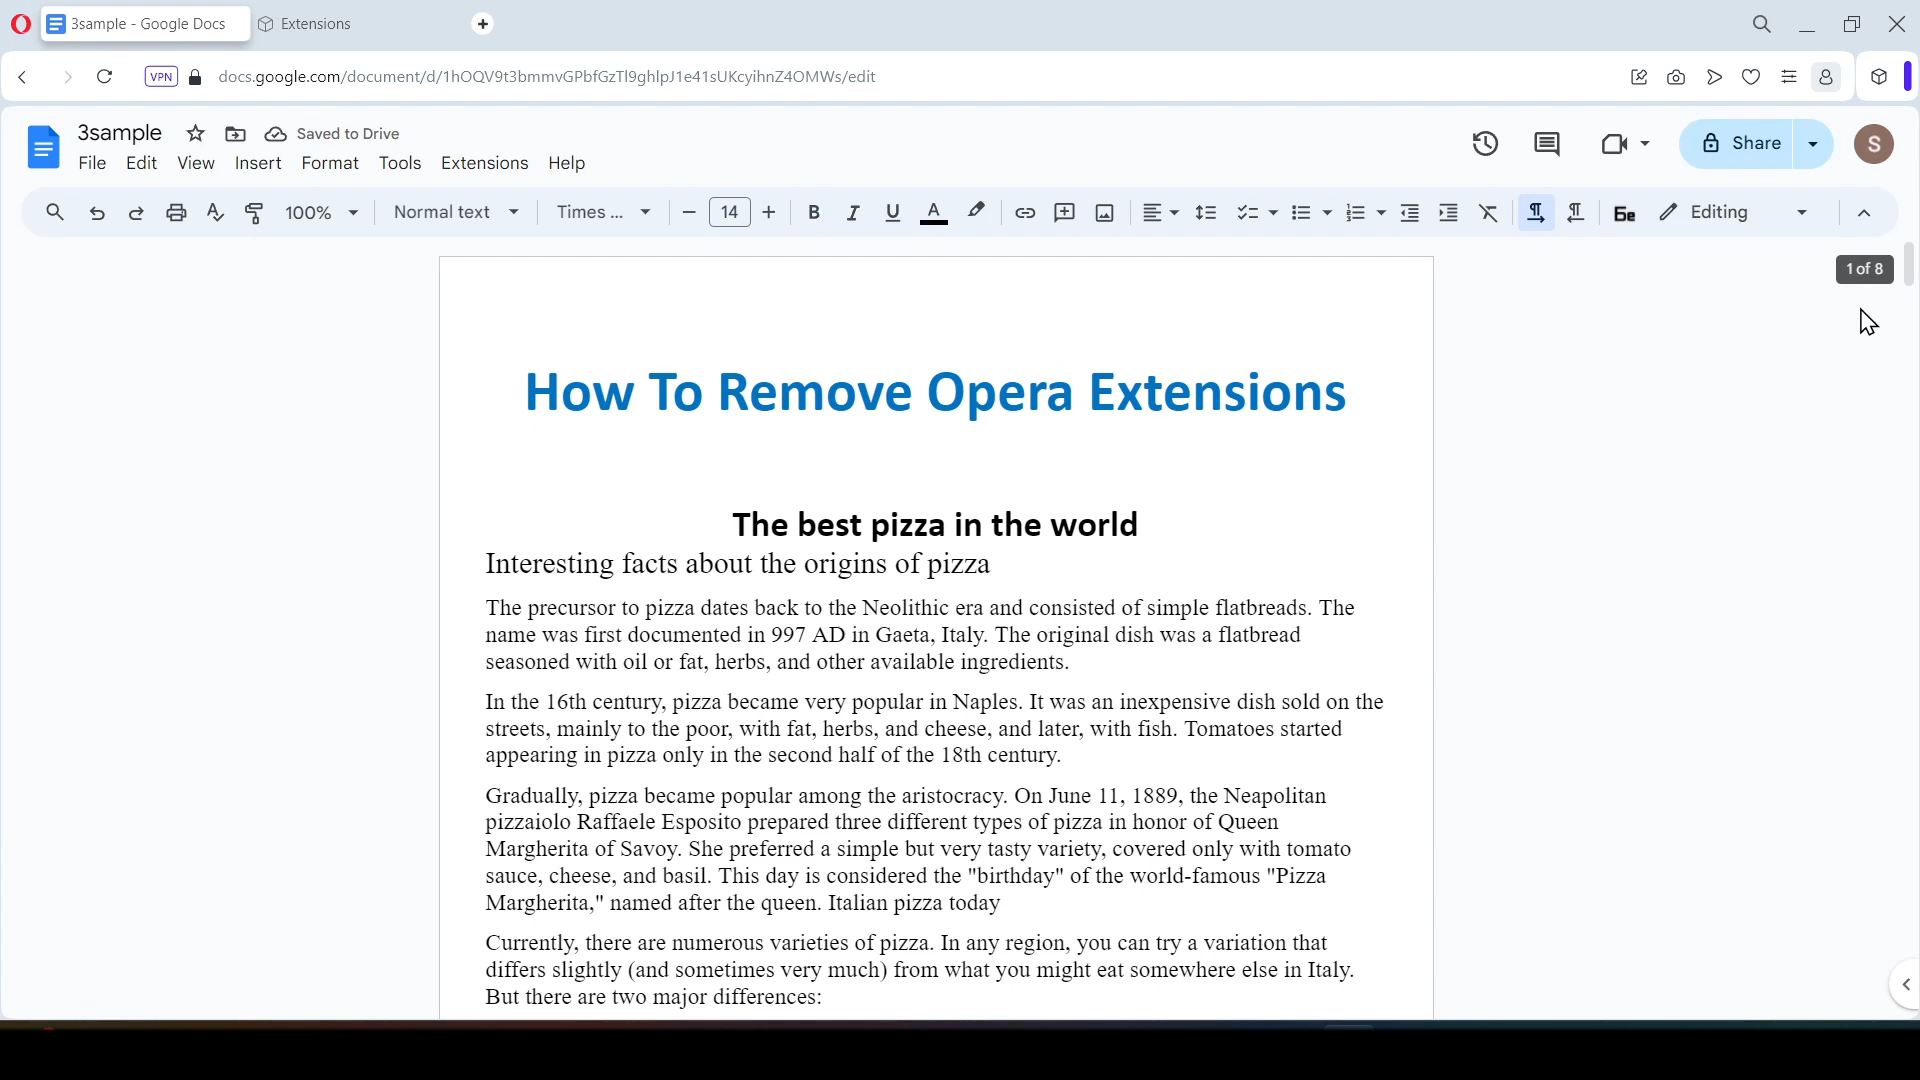 3sample - Google Docs
Extensions
VPN
docs.google.com/document/d/1hOQV9t3bmmvGPbfGzTl9ghlpJ1e41sUKcyihnZ4OMWs/edit
3sample
Saved to Drive
File Edit View Insert Format Tools Extensions Help
Share
S
100% Normal text Times ... 14 B I U A Бе Editing
1 of 8
How To Remove Opera Extensions
The best pizza in the world
Interesting facts about the origins of pizza
The precursor to pizza dates back to the Neolithic era and consisted of simple flatbreads. The
name was first documented in 997 AD in Gaeta, Italy. The original dish was a flatbread
seasoned with oil or fat, herbs, and other available ingredients.
In the 16th century, pizza became very popular in Naples. It was an inexpensive dish sold on the
streets, mainly to the poor, with fat, herbs, and cheese, and later, with fish. Tomatoes started
appearing in pizza only in the second half of the 18th century.
Gradually, pizza became popular among the aristocracy. On June 11, 1889, the Neapolitan
pizzaiolo Raffaele Esposito prepared three different types of pizza in honor of Queen
Margherita of Savoy. She preferred a simple but very tasty variety, covered only with tomato
sauce, cheese, and basil. This day is considered the "birthday" of the world-famous "Pizza
Margherita," named after the queen. Italian pizza today
Currently, there are numerous varieties of pizza. In any region, you can try a variation that
differs slightly (and sometimes very much) from what you might eat somewhere else in Italy.
But there are two major differences: